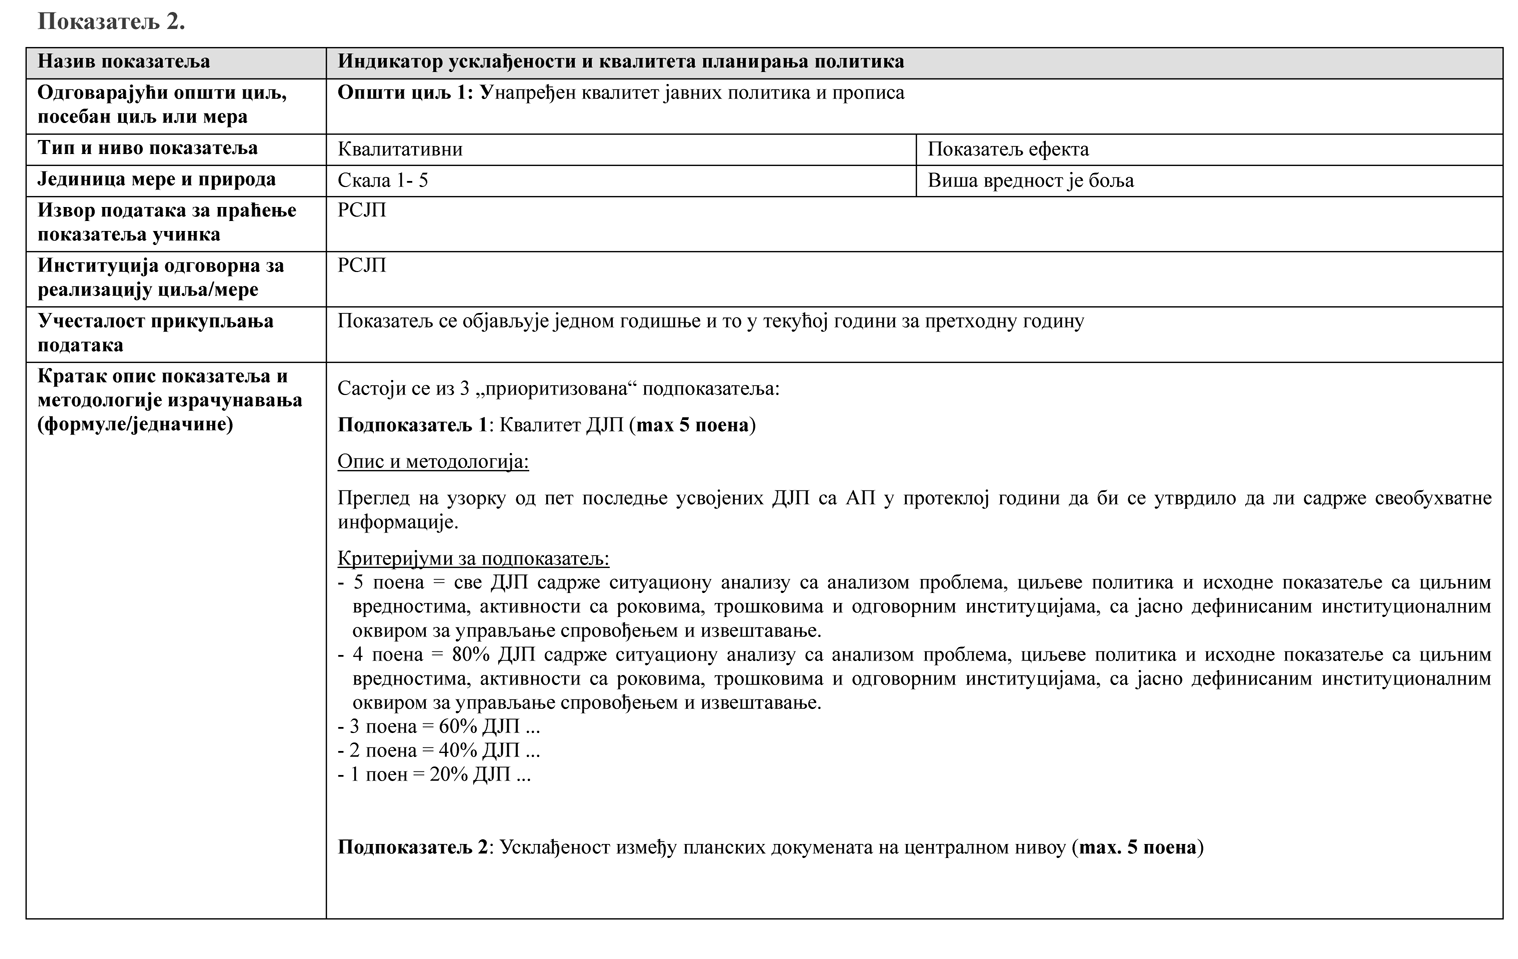 Показатељ 2.
Назив показатеља
Индикатор усклађености и квалитета планирања политика
Одговарајући општи циљ,
посебан циљ или мера
Општи циљ 1: Унапређен квалитет јавних политика и прописа
Тип и ниво показатеља
Квалитативни
Показатељ ефекта
Јединица мере и природа
Скала 1- 5
Виша вредност је боља
Извор података за праћење
показатеља учинка
РСЈП
Институција одговорна за
реализацију циља/мере
РСЈП
Учесталост прикупљања
података
Показатељ се објављује једном годишње и то у текућој години за претходну годину
Кратак опис показатеља и
методологије израчунавања
(формуле/једначине)
Састоји се из 3 „приоритизована“ подпоказатеља:
Подпоказатељ 1: Квалитет ДЈП (max 5 поена)
Опис и методологија:
Преглед на узорку од пет последње усвојених ДЈП са АП у протеклој години да би се утврдило да ли садрже свеобухватне
информације.
Критеријуми за подпоказатељ:
- 5 поена = све ДЈП садрже ситуациону анализу са анализом проблема, циљеве политика и исходне показатеље са циљним
вредностима, активности са роковима, трошковима и одговорним институцијама, са јасно дефинисаним институционалним
оквиром за управљање спровођењем и извештавање.
- 4 поена = 80% ДЈП садрже ситуациону анализу са анализом проблема, циљеве политика и исходне показатеље са циљним
вредностима, активности са роковима, трошковима и одговорним институцијама, са јасно дефинисаним институционалним
оквиром за управљање спровођењем и извештавање.
- 3 поена = 60% ДЈП ...
- 2 поена = 40% ДЈП ...
- 1 поен = 20% ДЈП ...
Подпоказатељ 2: Усклађеност између планских докумената на централном нивоу (max. 5 поена)